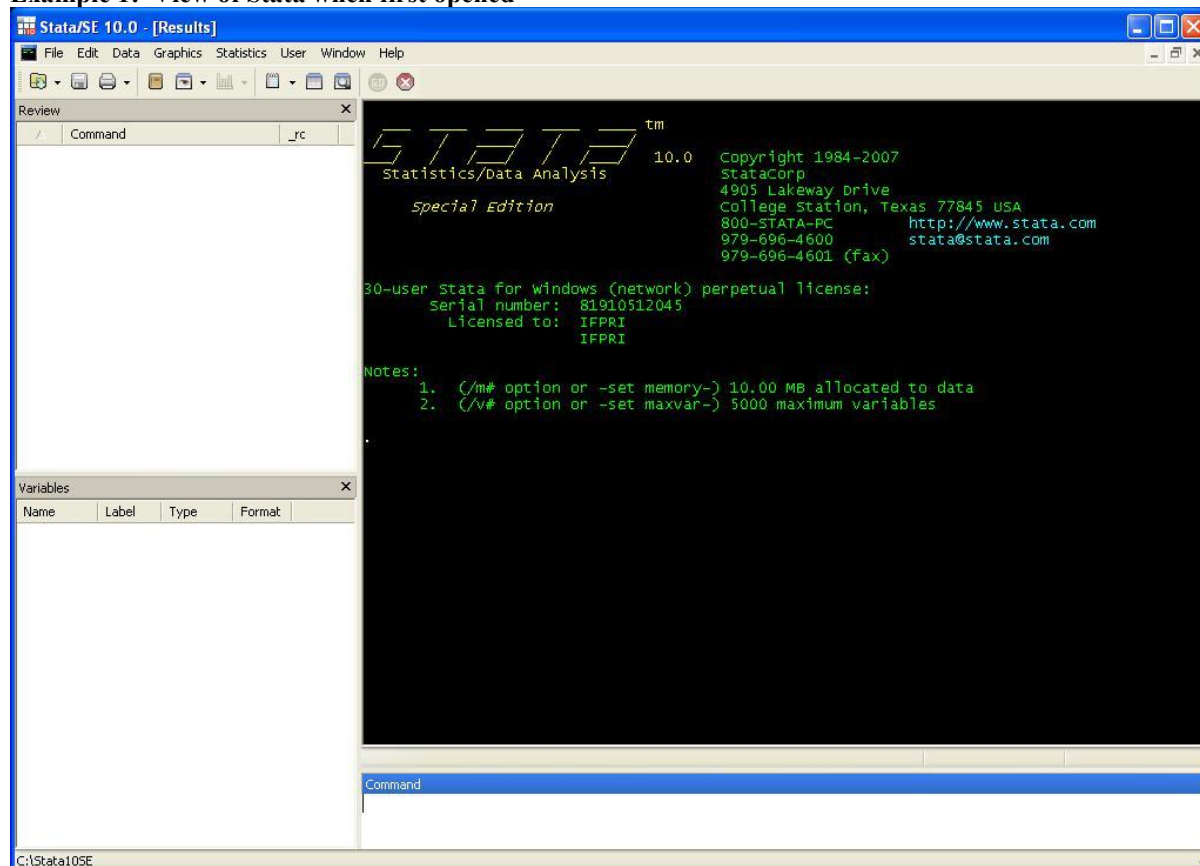 Example 1: View of Stata when first opened
Stata/SE 10.0 - [Results]
File Edit Data Graphics Statistics User Window Help
Review
Command _rc
tm
STATA 10.0 Copyright 1984-2007
Statistics/Data Analysis StataCorp
4905 Lakeway Drive
Special Edition College Station, Texas 77845 USA
800-STATA-PC http://www.stata.com
979-696-4600 stata@stata.com
979-696-4601 (fax)
30-user Stata for Windows (network) perpetual license:
Serial number: 81910512045
Licensed to: IFPRI
IFPRI
Notes:
1. (/m# option or -set memory-) 10.00 MB allocated to data
2. (/v# option or -set maxvar-) 5000 maximum variables
.
Variables
Name Label Type Format
Command
C:\Stata10SE